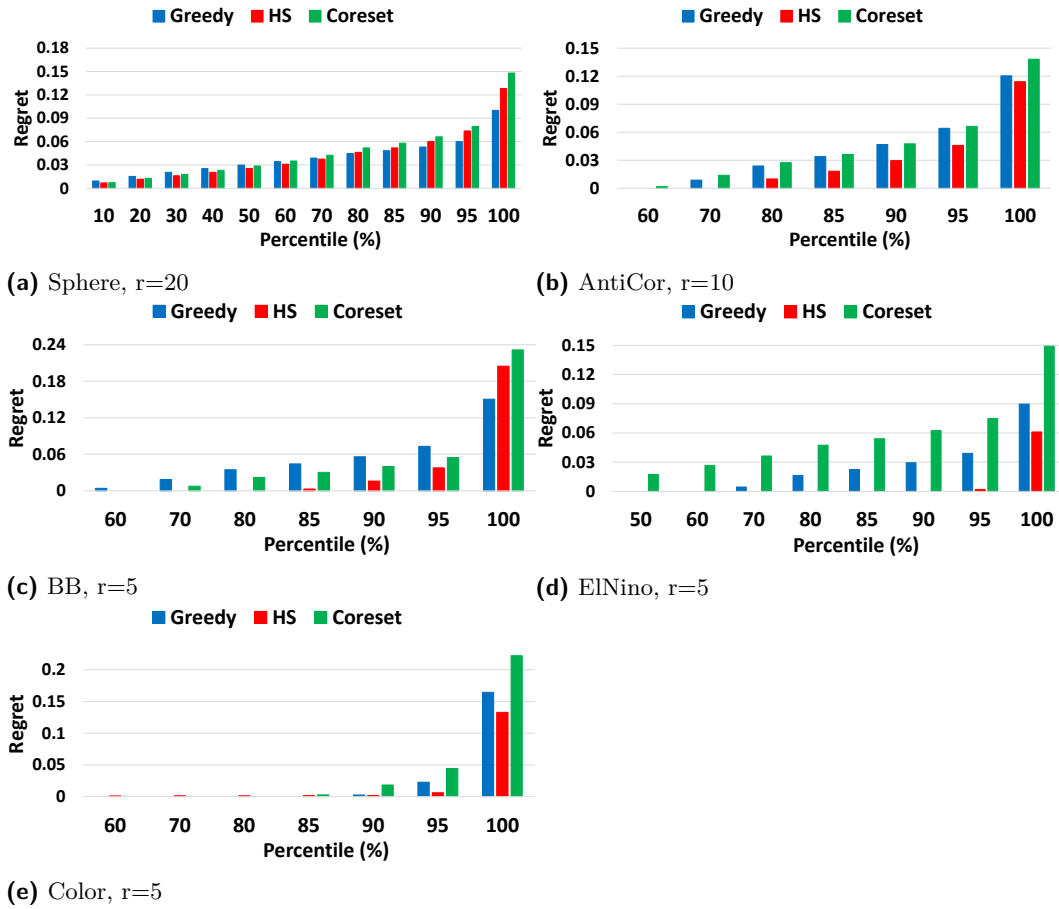 Greedy HS Coreset
0.18
0.15
0.12
0.09
0.06
0.03
0
Regret
10 20 30 40 50 60 70 80 85 90 95 100
Percentile (%)
(a) Sphere, r=20
Greedy HS Coreset
0.15
0.12
0.09
0.06
0.03
0
Regret
60 70 80 85 90 95 100
Percentile (%)
(b) AntiCor, r=10
Greedy HS Coreset
0.24
0.18
0.12
0.06
0
Regret
60 70 80 85 90 95 100
Percentile (%)
(c) BB, r=5
Greedy HS Coreset
0.15
0.12
0.09
0.06
0.03
0
Regret
50 60 70 80 85 90 95 100
Percentile (%)
(d) ElNino, r=5
Greedy HS Coreset
0.2
0.15
0.1
0.05
0
Regret
60 70 80 85 90 95 100
Percentile (%)
(e) Color, r=5